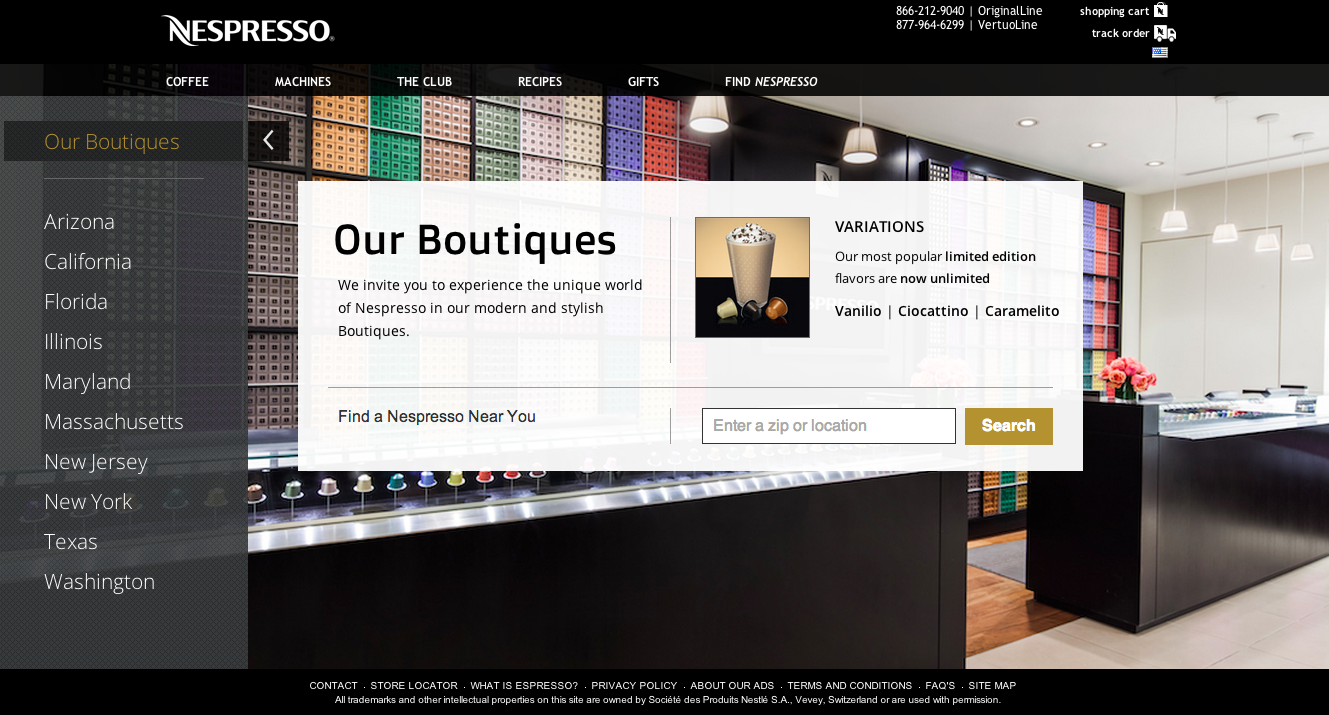 NESPRESSO
866-212-9040 | OriginalLine
877-964-6299 | VertuoLine
shopping cart
track order
COFFEE MACHINES THE CLUB RECIPES GIFTS FIND NESPRESSO
Our Boutiques
Arizona
California
Florida
Illinois
Maryland
Massachusetts
New Jersey
New York
Texas
Washington
Our Boutiques
We invite you to experience the unique world
of Nespresso in our modern and stylish
Boutiques.
VARIATIONS
Our most popular limited edition
flavors are now unlimited
Vanilio | Ciocattino | Caramelito
Find a Nespresso Near You
Enter a zip or location
Search
CONTACT . STORE LOCATOR . WHAT IS ESPRESSO? . PRIVACY POLICY . ABOUT OUR ADS . TERMS AND CONDITIONS . FAQ'S . SITE MAP
All trademarks and other intellectual properties on this site are owned by Société des Produits Nestlé S.A., Vevey, Switzerland or are used with permission.